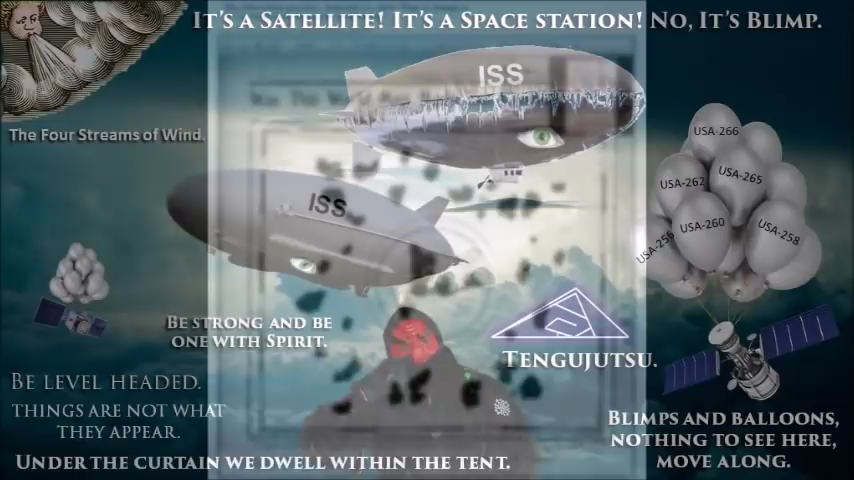 It's a Satellite! It's a Space station! No, It's Blimp.
The Four Streams of Wind.
ISS
ISS
USA-266
USA-262
USA-265
USA-256
USA-260
USA-258
Be strong and be
one with Spirit.
Tengujutsu.
Be level headed.
things are not what
they appear.
Blimps and balloons,
nothing to see here,
move along.
Under the curtain we dwell within the tent.